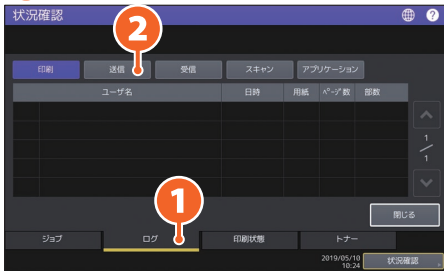 状況確認
?
2
印刷 送信 受信 スキャン アプリケーション
ユーザ名 日時 用紙 ページ数 部数
1
1
1
閉じる
ジョブ ログ 印刷状態 トナー
2019/05/10
10:24
状況確認